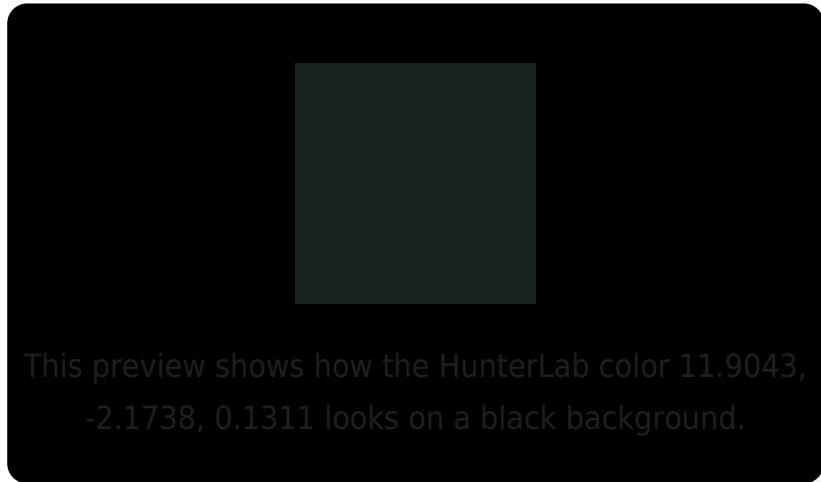 This preview shows how the HunterLab color 11.9043,
-2.1738, 0.1311 looks on a black background.